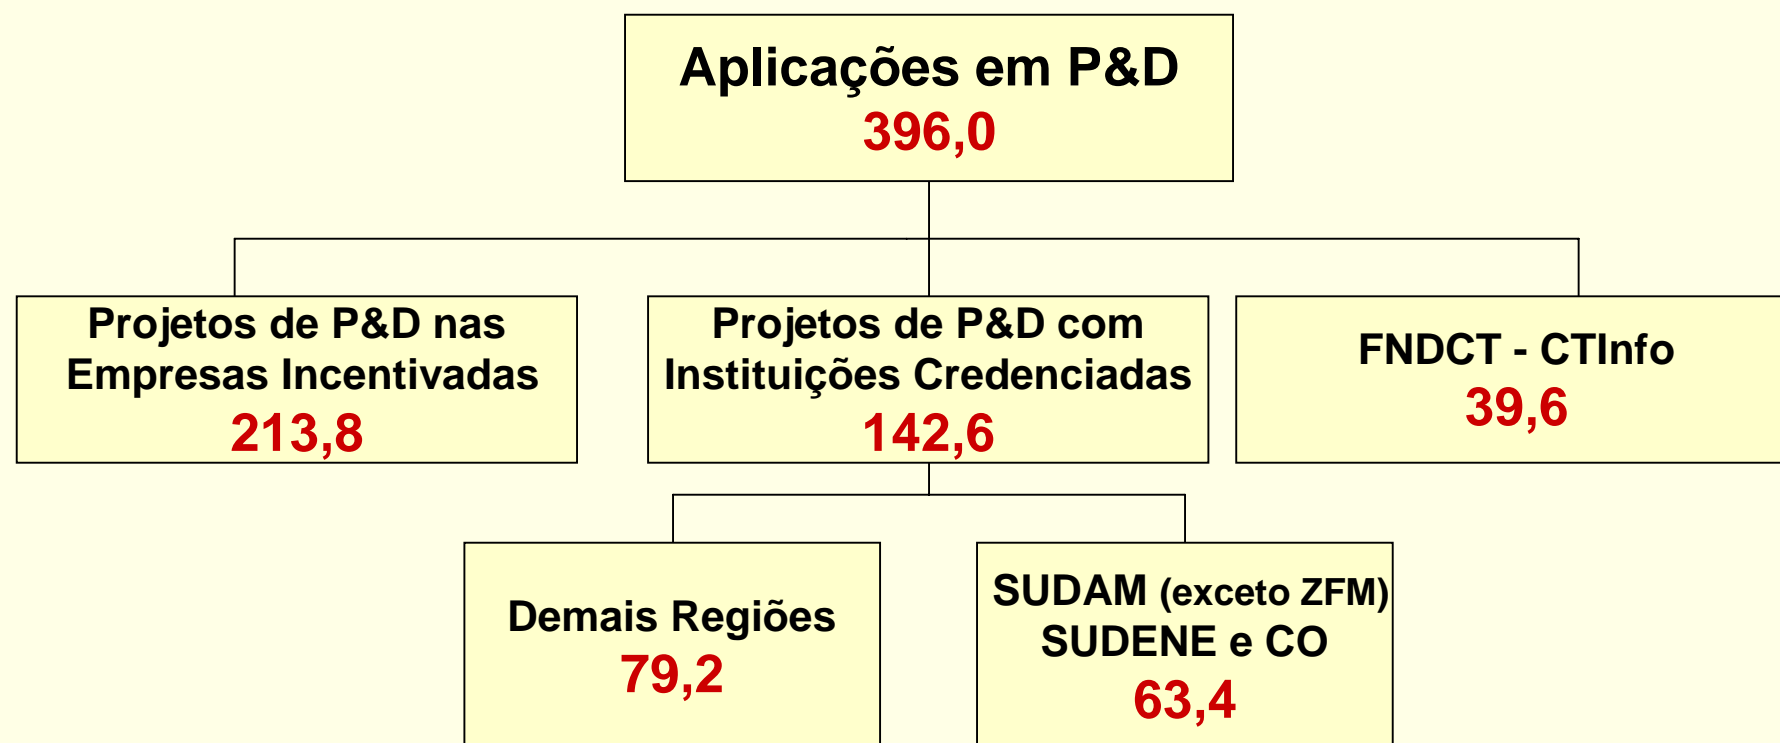 Aplicações em P&D
396,0
Projetos de P&D nas
Empresas Incentivadas
213,8
Projetos de P&D com
Instituições Credenciadas
142,6
FNDCT - CTInfo
39,6
Demais Regiões
79,2
SUDAM (exceto ZFM)
SUDENE e CO
63,4